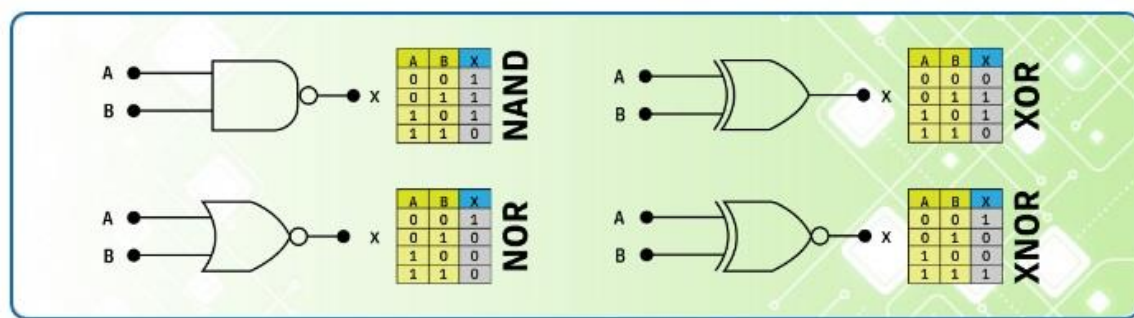 A
B
X
A B X
0 0 1
0 1 1
1 0 1
1 1 0
NAND
A
B
X
A B X
0 0 0
0 1 1
1 0 1
1 1 0
XOR
A
B
X
A B X
0 0 1
0 1 0
1 0 0
1 1 0
NOR
A
B
X
A B X
0 0 1
0 1 0
1 0 0
1 1 1
XNOR